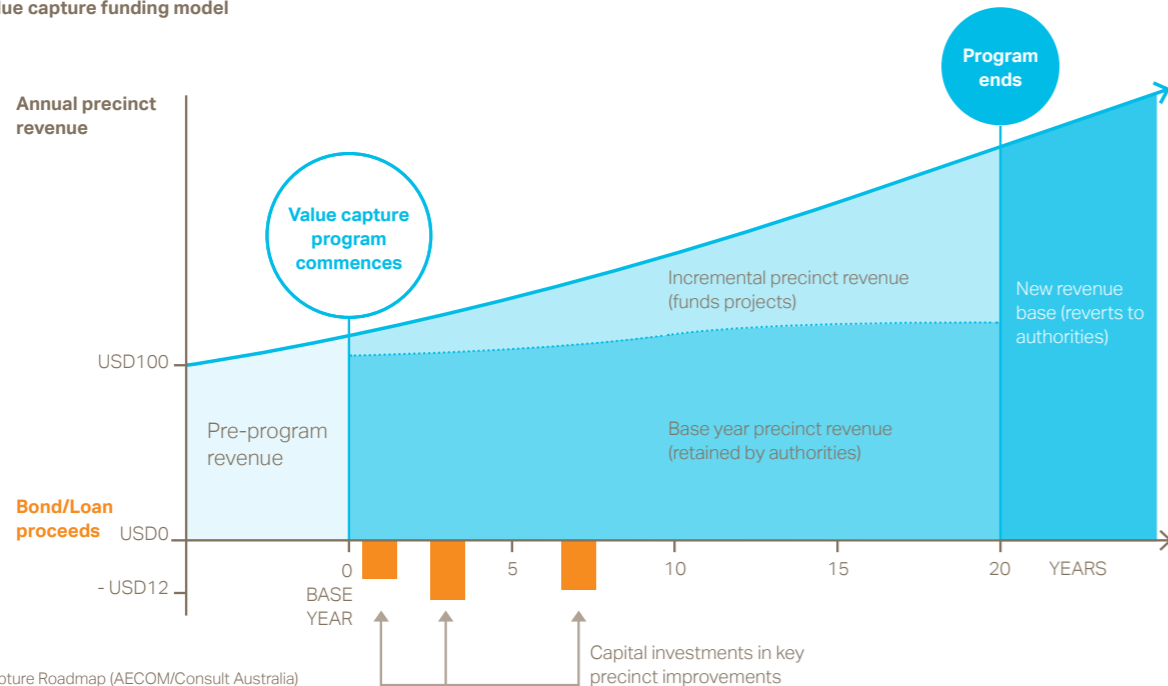 lue capture funding model
Program
ends
Annual precinct
revenue
Value capture
program
commences
Incremental precinct revenue
(funds projects)
New revenue
base (reverts to
authorities)
USD100
Pre-program
revenue
Base year precinct revenue
(retained by authorities)
Bond/Loan
proceeds
USD0
0
5
10
15
20
YEARS
- USD12
BASE
YEAR
Capital investments in key
precinct improvements
pture Roadmap (AECOM/Consult Australia)